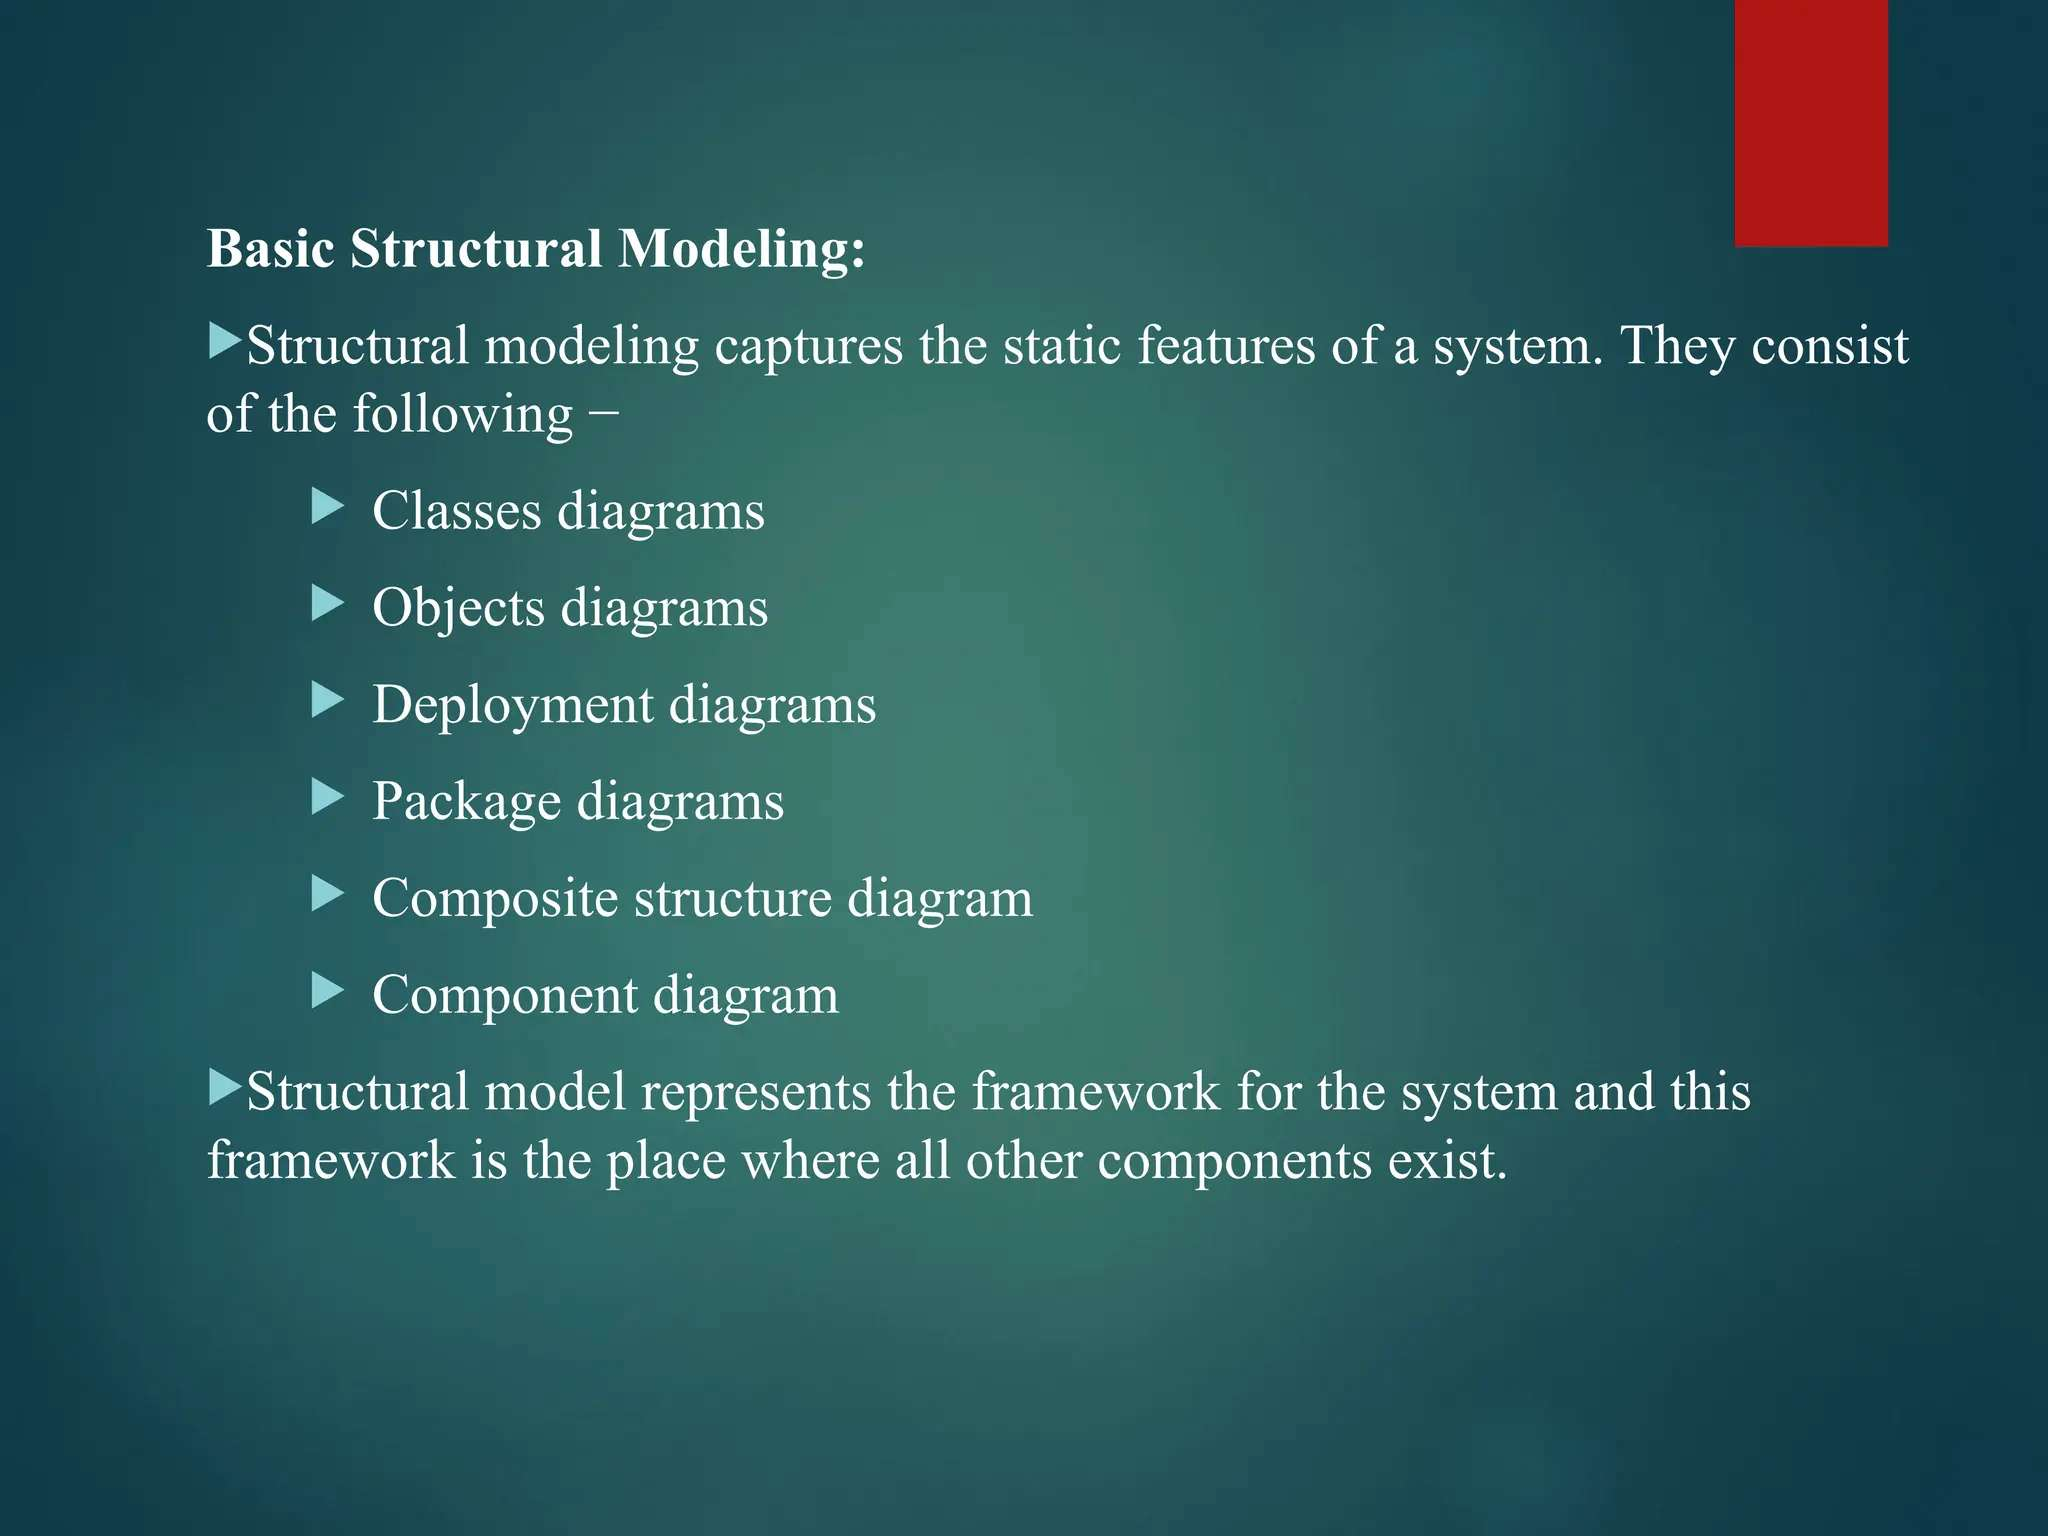 Basic Structural Modeling:
Structural modeling captures the static features of a system. They consist
of the following −
Classes diagrams
Objects diagrams
Deployment diagrams
Package diagrams
Composite structure diagram
Component diagram
Structural model represents the framework for the system and this
framework is the place where all other components exist.